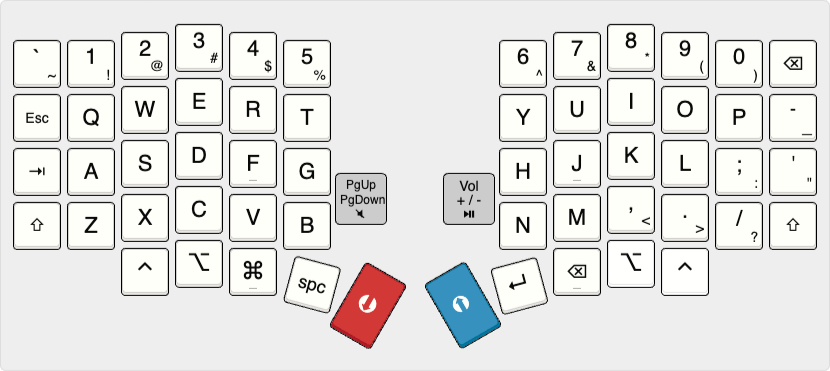 ` ~ 1 ! 2 @ 3 # 4 $ 5 % 6 ^ 7 & 8 * 9 ( 0 ) ⌫
Esc Q W E R T Y U I O P - _
⇥ A S D F _ G H J _ K L ; : ' "
PgUp
PgDown
Vol
+ / -
⏯
⇧ Z X C V B N M , < . > / ? ⇧
^ ⌥ ⌘ _ spc ↵ ⌫ _ ⌥ ^